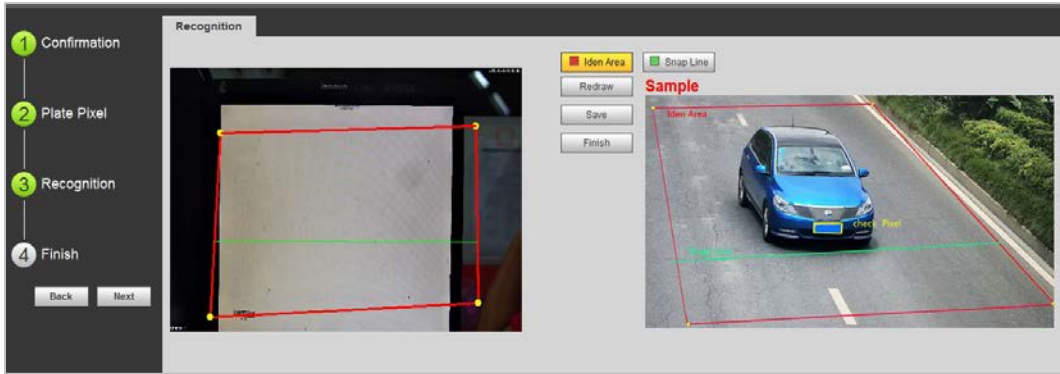 Recognition
1 Confirmation
2 Plate Pixel
3 Recognition
4 Finish
Back Next
Iden Area Snap Line
Redraw
Save
Finish
Sample
Iden Area
check Pixel